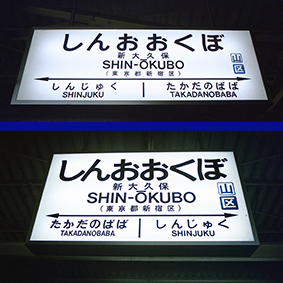 しんおおくぼ
新大久保
SHIN-ŌKUBO
(東京都新宿区)
山
区
しんじゅく たかだのばば
SHINJUKU TAKADANOBABA
しんおおくぼ
新大久保
SHIN-ŌKUBO
(東京都新宿区)
山
区
たかだのばば しんじゅく
TAKADANOBABA SHINJUKU